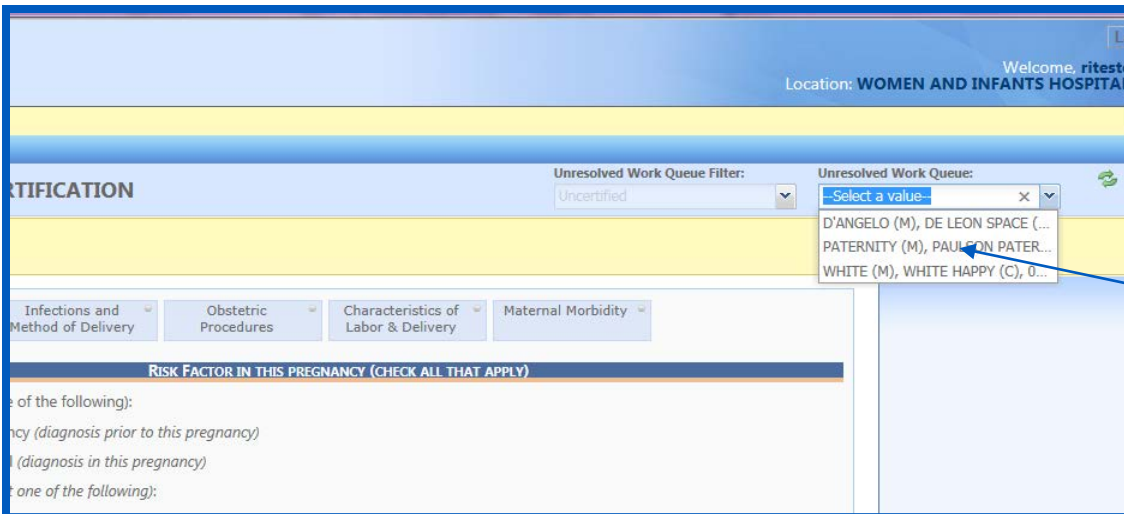 Welcome, riteste
Location: WOMEN AND INFANTS HOSPITAL
RTIFICATION
Unresolved Work Queue Filter:
Unresolved Work Queue:
Uncertified
--Select a value--
D'ANGELO (M), DE LEON SPACE (...
PATERNITY (M), PAULSON PATER...
WHITE (M), WHITE HAPPY (C), 0...
Infections and
Method of Delivery
Obstetric
Procedures
Characteristics of
Labor & Delivery
Maternal Morbidity
RISK FACTOR IN THIS PREGNANCY (CHECK ALL THAT APPLY)
e of the following):
ncy (diagnosis prior to this pregnancy)
l (diagnosis in this pregnancy)
t one of the following):